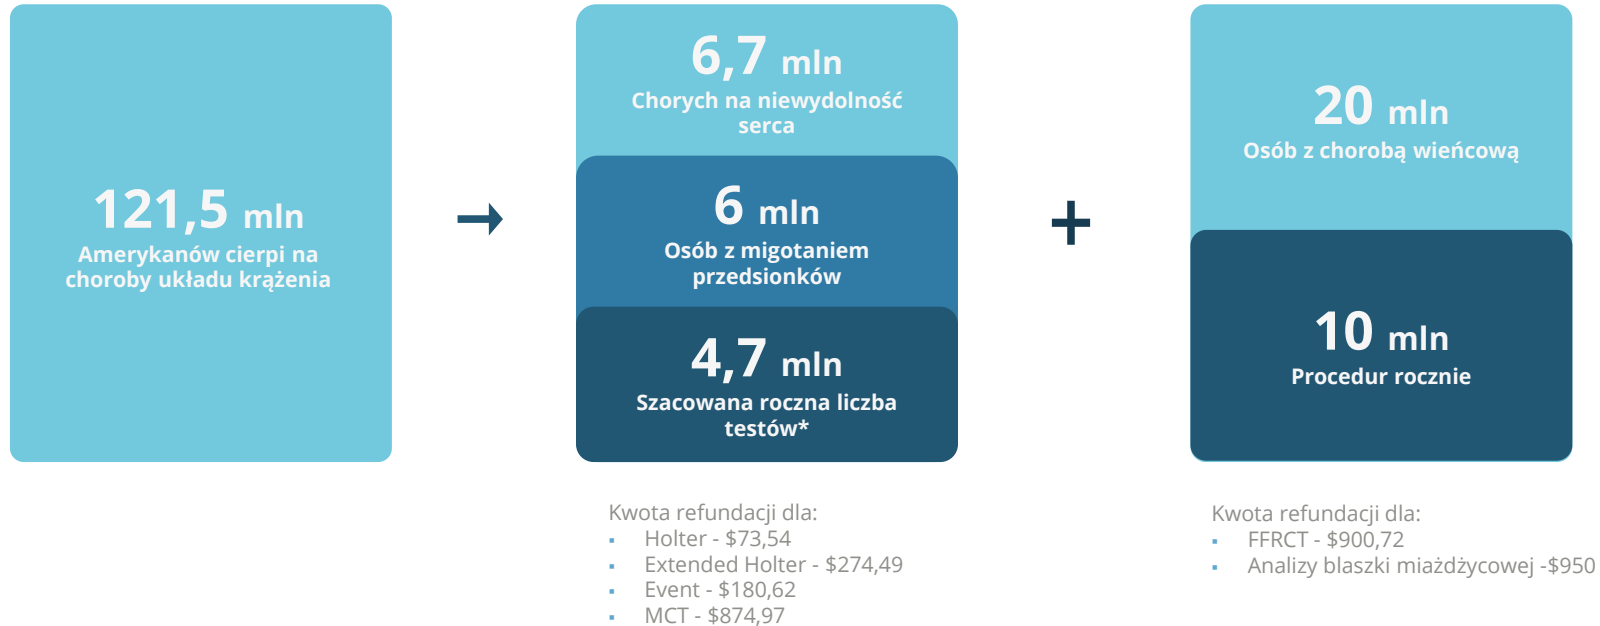 121,5 mln
Amerykanów cierpi na
choroby układu krążenia
6,7 mln
Chorych na niewydolność
serca
6 mln
Osób z migotaniem
przedsionków
4,7 mln
Szacowana roczna liczba
testów*
+
20 mln
Osób z chorobą wieńcową
10 mln
Procedur rocznie
Kwota refundacji dla:
▪ Holter - $73,54
▪ Extended Holter - $274,49
▪ Event - $180,62
▪ MCT - $874,97
Kwota refundacji dla:
▪ FFRCT - $900,72
▪ Analizy blaszki miażdżycowej -$950